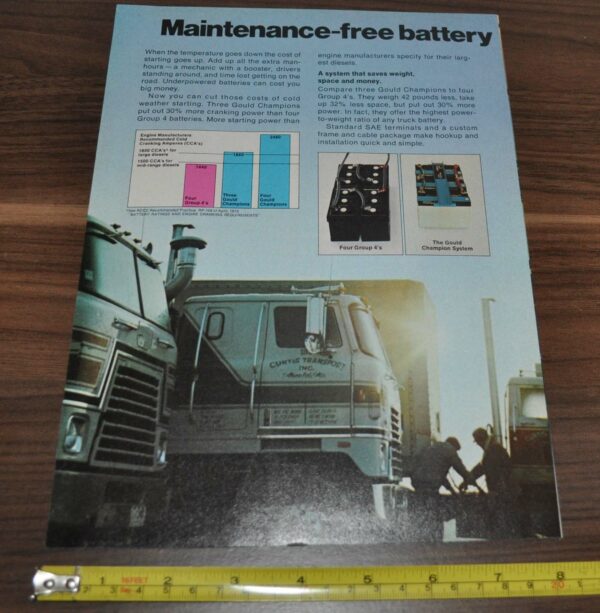 Maintenance-free battery
When the temperature goes down the cost of
starting goes up. Add up all the extra man-
hours — a mechanic with a booster, drivers
standing around, and time lost getting on the
road. Underpowered batteries can cost you
big money.
Now you can cut those costs of cold
weather starting. Three Gould Champions
put out 30% more cranking power than four
Group 4 batteries. More starting power than
engine manufacturers specify for their larg-
est diesels.
A system that saves weight,
space and money.
Compare three Gould Champions to four
Group 4's. They weigh 42 pounds less, take
up 32% less space, but put out 30% more
power. In fact, they offer the highest power-
to-weight ratio of any truck battery.
Standard SAE terminals and a custom
frame and cable package make hookup and
installation quick and simple.
Engine Manufacturers
Recommended Cold
Cranking Amperes (CCA's)
1800 CCA's* for
large diesels
1500 CCA's* for
mid-range diesels
Four
Group 4's
Three
Gould
Champions
Four
Gould
Champions
Four Group 4's
The Gould
Champion System
CURTIS TRANSPORT
INC.
1
2
3
4
5
6
7
8